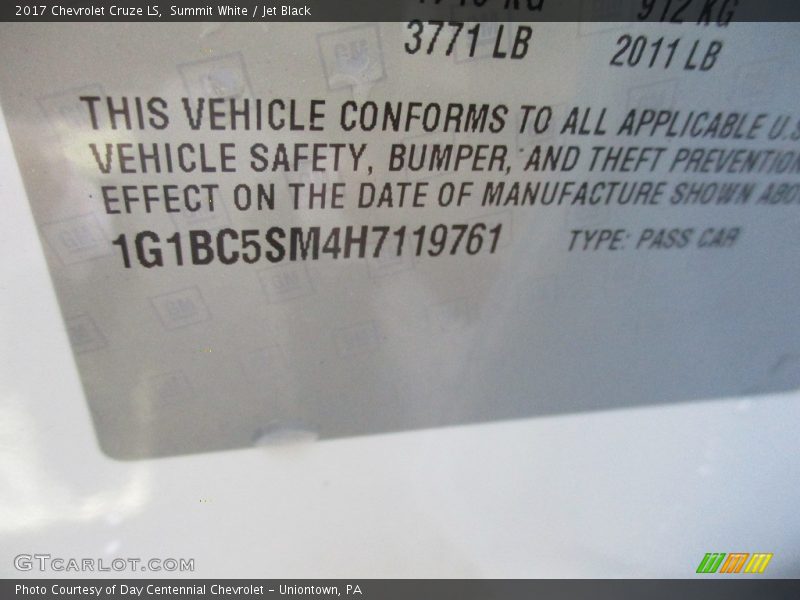 2017 Chevrolet Cruze LS, Summit White / Jet Black
912 KG
3771 LB
2011 LB
THIS VEHICLE CONFORMS TO ALL APPLICABLE U.S
VEHICLE SAFETY, BUMPER, AND THEFT PREVENTION
EFFECT ON THE DATE OF MANUFACTURE SHOWN ABO
1G1BC5SM4H7119761 TYPE: PASS CAR
GTCARLOT.COM
Photo Courtesy of Day Centennial Chevrolet - Uniontown, PA